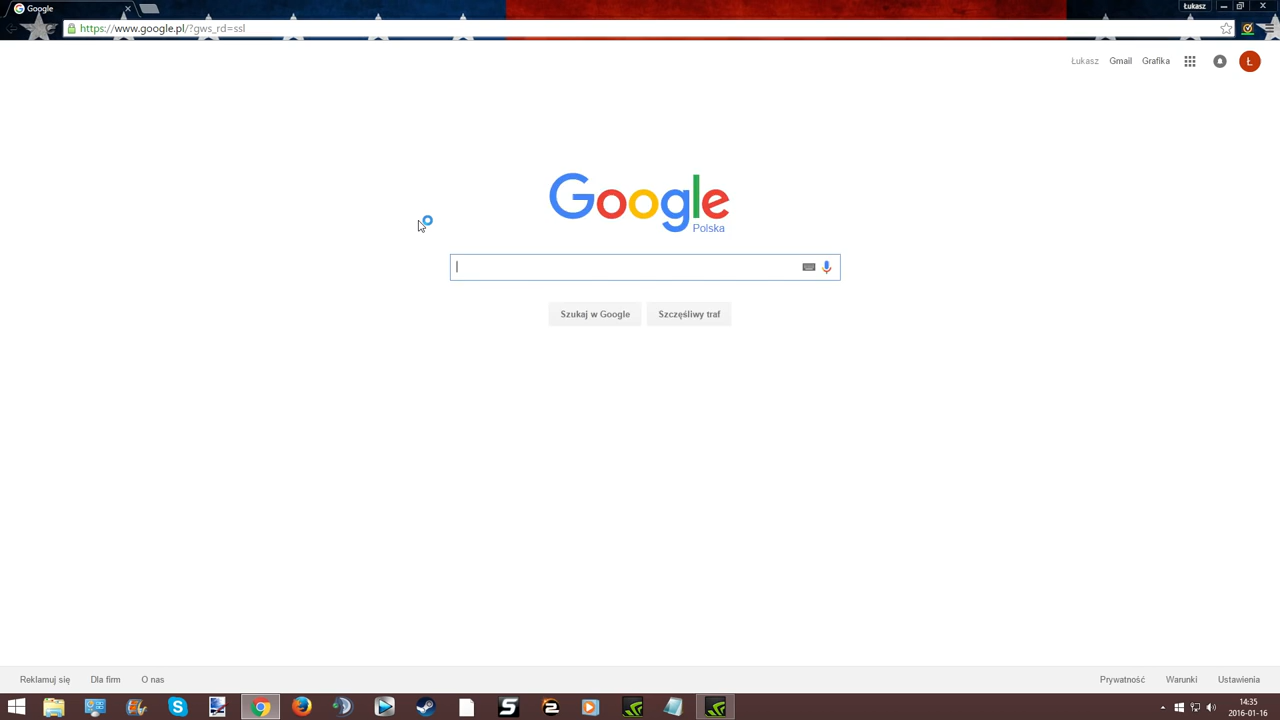 Google
Łukasz
https://www.google.pl/?gws_rd=ssl
Łukasz Gmail Grafika Ł
Google
Polska
Szukaj w Google Szczęśliwy traf
Reklamuj się Dla firm O nas Prywatność Warunki Ustawienia
14:35
2016-01-16